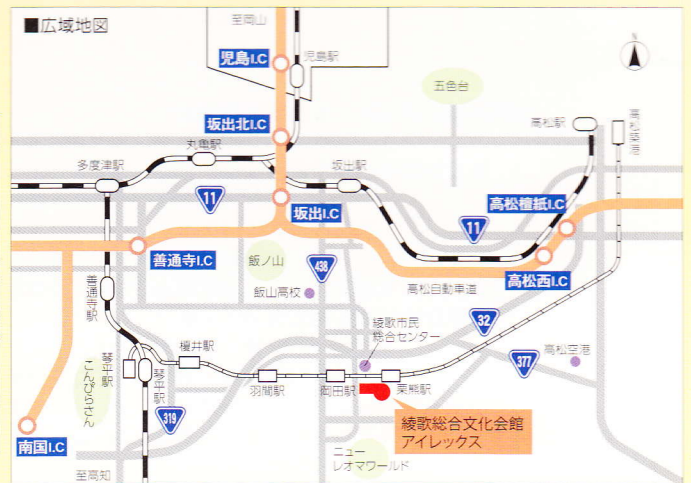 ■広域地図
至岡山
N
児島I.C
児島駅
五色台
坂出北I.C
高松駅
高松築港
丸亀駅
多度津駅
坂出駅
11
坂出I.C
高松檀紙I.C
11
善通寺I.C
飯ノ山
438
高松西I.C
善通寺駅
飯山高校
高松自動車道
32
綾歌市民
総合センター
377
高松空港
榎井駅
琴平駅
琴平駅
こんぴらさん
羽間駅
岡田駅
栗熊駅
319
綾歌総合文化会館
アイレックス
南国I.C
ニュー
レオマワールド
至高知